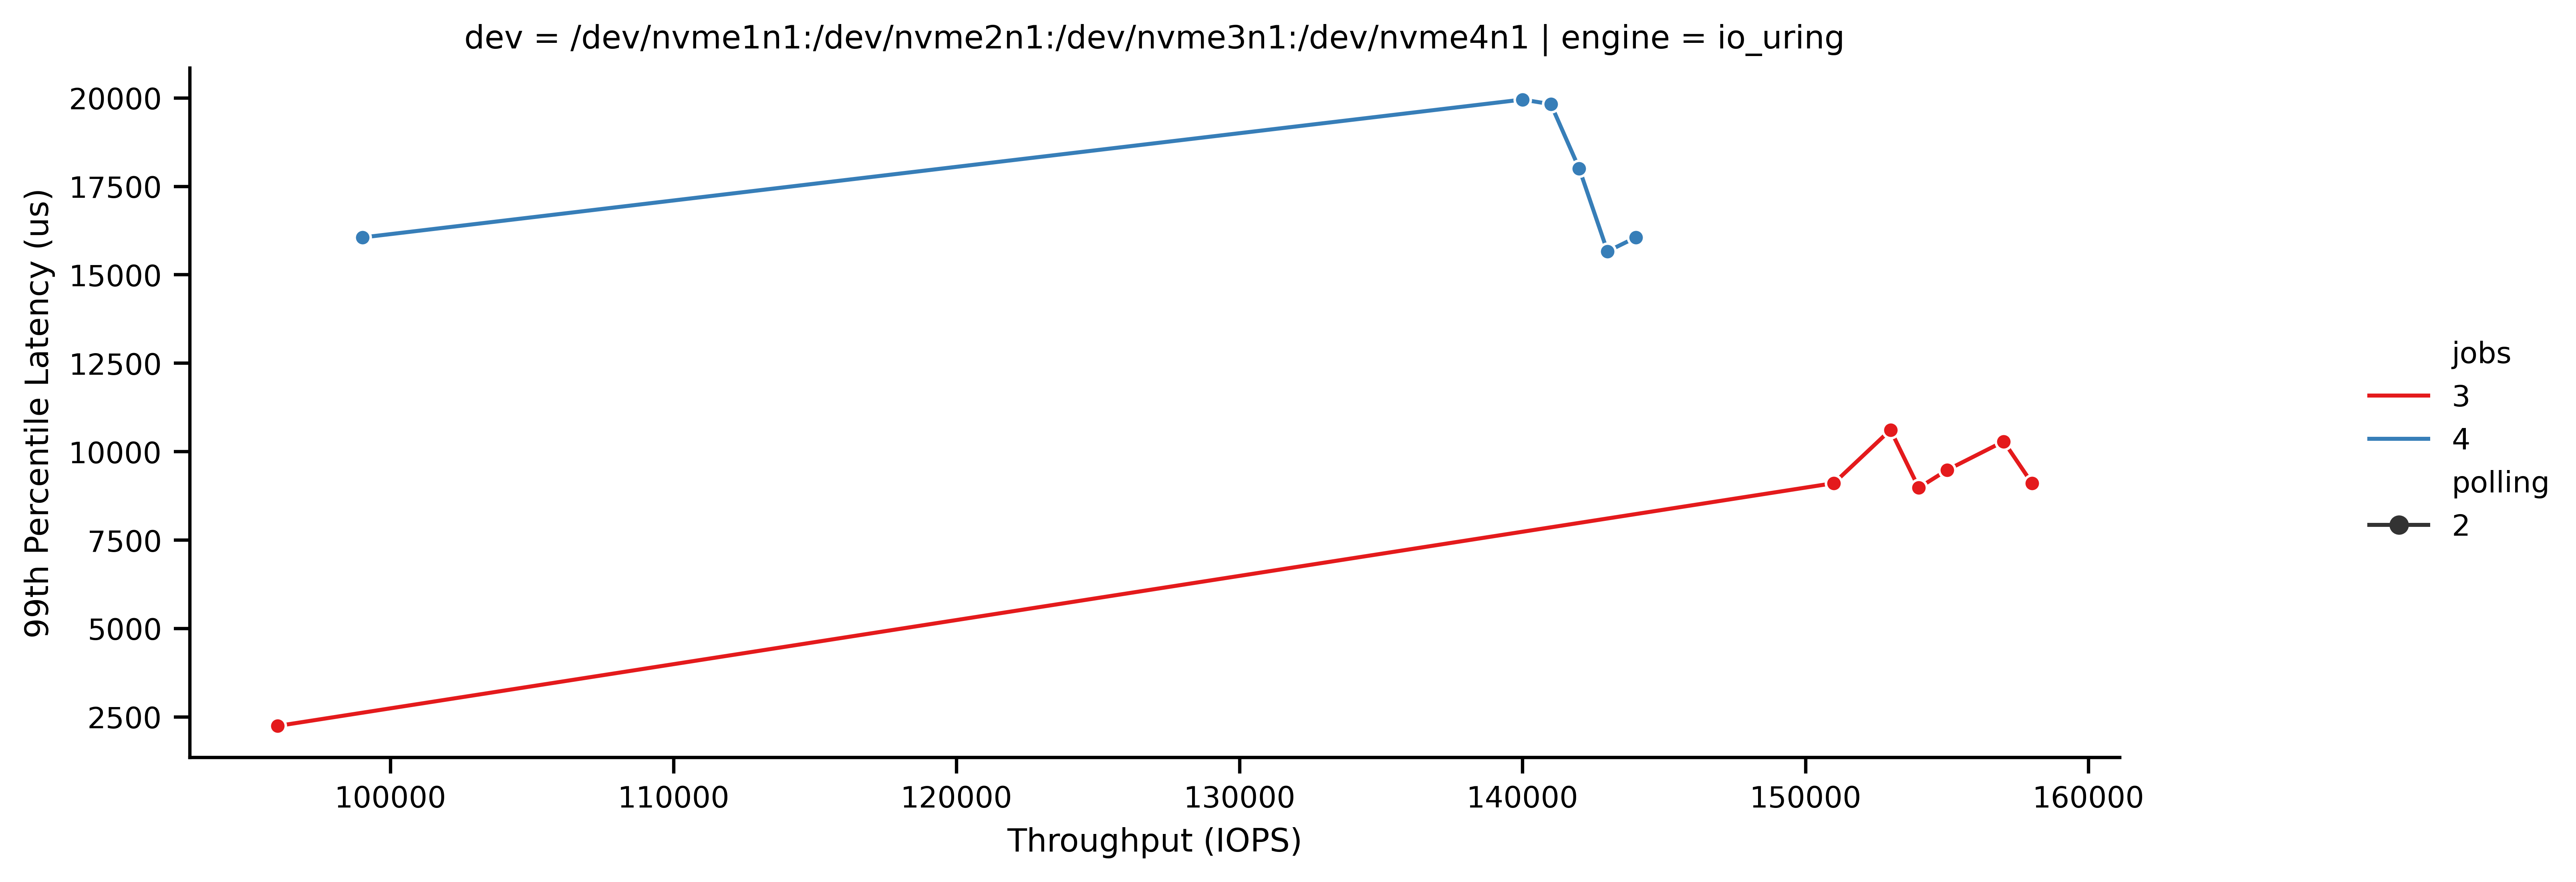 dev = /dev/nvme1n1:/dev/nvme2n1:/dev/nvme3n1:/dev/nvme4n1 | engine = io_uring
99th Percentile Latency (us)
20000
17500
15000
12500
10000
7500
5000
2500
100000 110000 120000 130000 140000 150000 160000
Throughput (IOPS)
jobs
3
4
polling
2